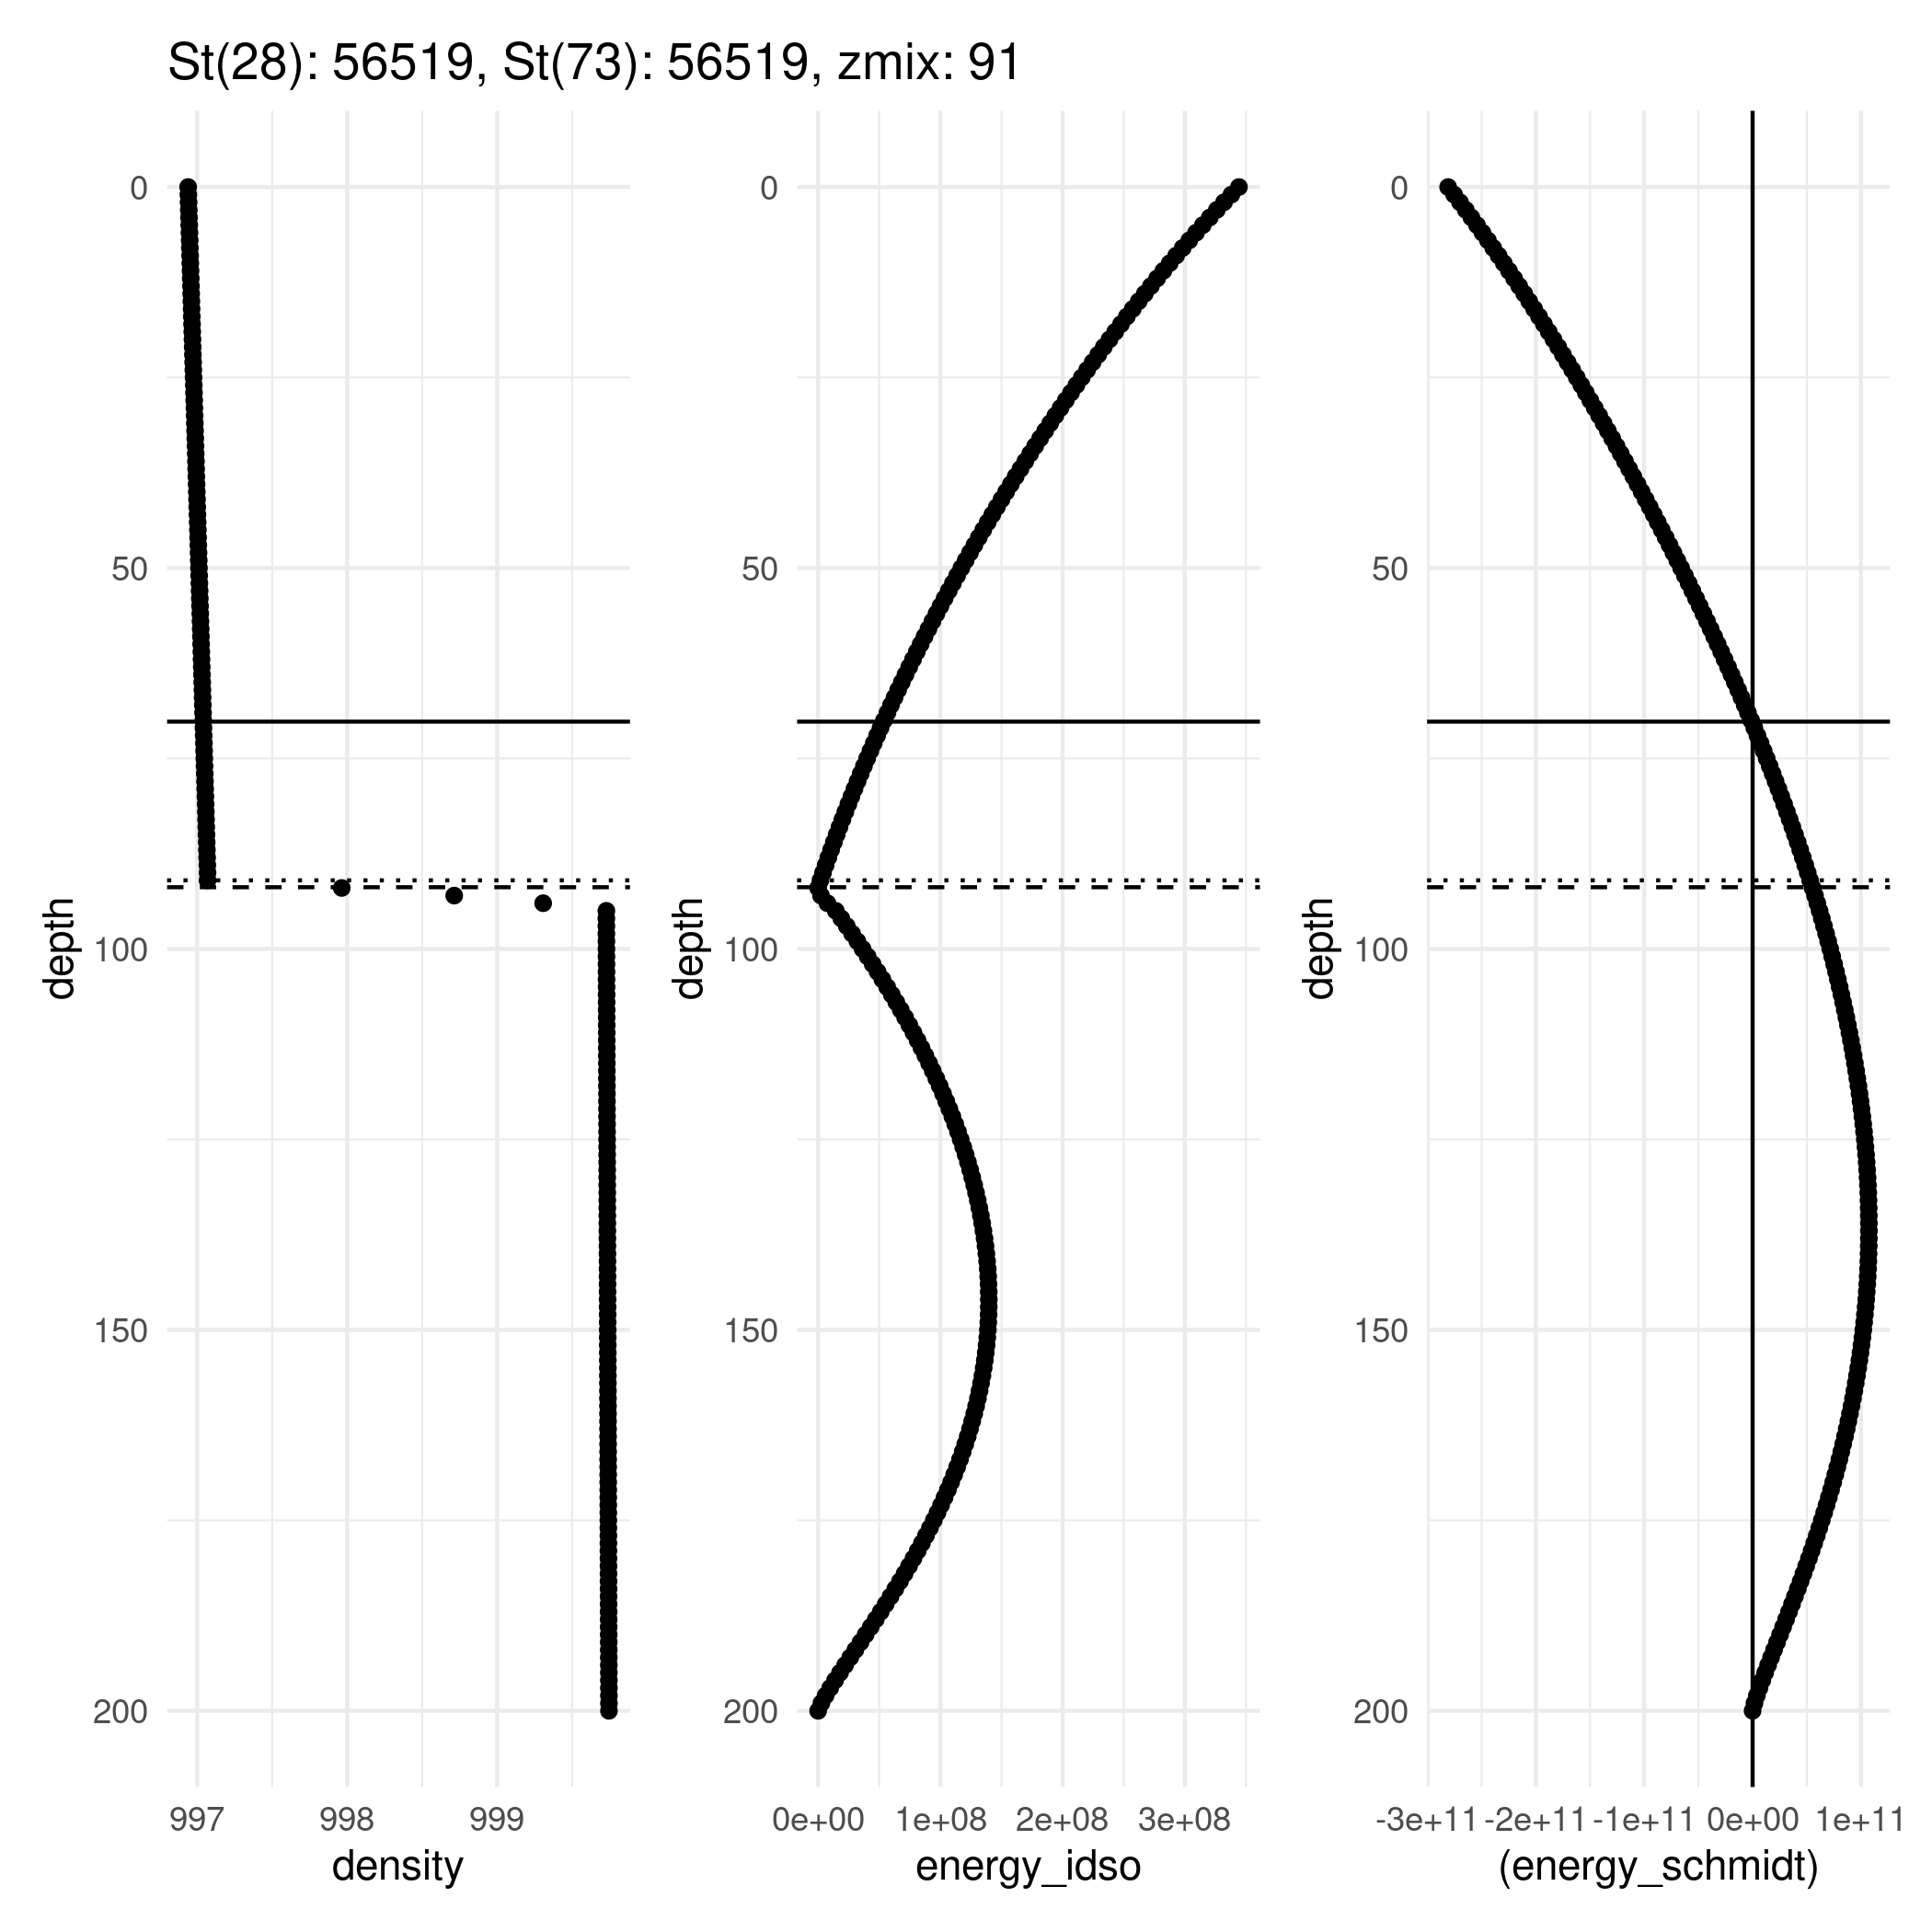 St(28): 56519, St(73): 56519, zmix: 91
depth
0
50
100
150
200
997 998 999
density
depth
0
50
100
150
200
0e+00 1e+08 2e+08 3e+08
energy_idso
depth
0
50
100
150
200
-3e+11 -2e+11 -1e+11 0e+00 1e+11
(energy_schmidt)